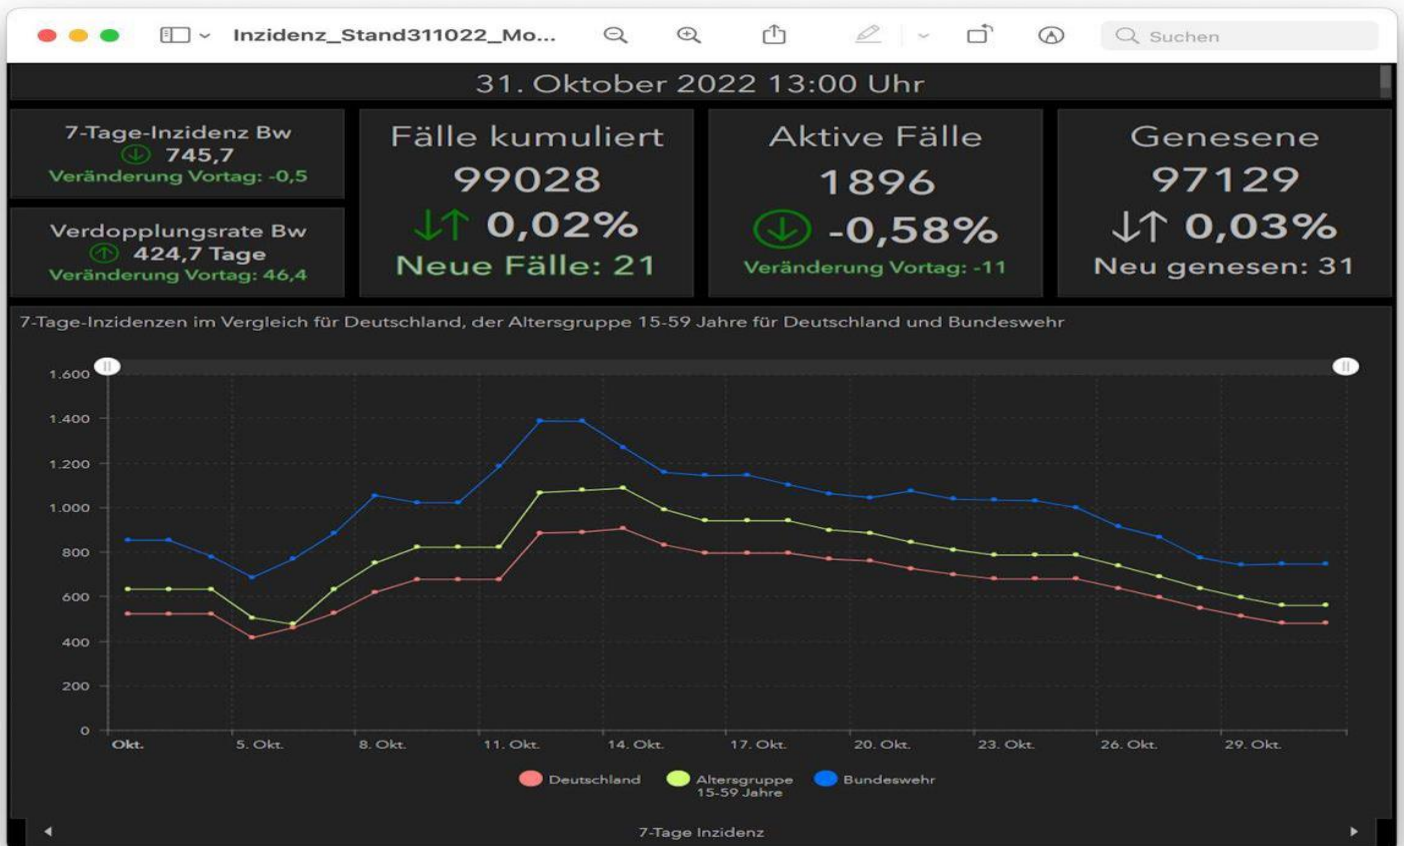 Inzidenz_Stand311022_Mo...
Suchen
31. Oktober 2022 13:00 Uhr
7-Tage-Inzidenz Bw
745,7
Veränderung Vortag: -0,5
Verdopplungsrate Bw
424,7 Tage
Veränderung Vortag: 46,4
Fälle kumuliert
99028
0,02%
Neue Fälle: 21
Aktive Fälle
1896
-0,58%
Veränderung Vortag: -11
Genesene
97129
0,03%
Neu genesen: 31
7-Tage-Inzidenzen im Vergleich für Deutschland, der Altersgruppe 15-59 Jahre für Deutschland und Bundeswehr
1.600
1.400
1.200
1.000
800
600
400
200
0
Okt. 5. Okt. 8. Okt. 11. Okt. 14. Okt. 17. Okt. 20. Okt. 23. Okt. 26. Okt. 29. Okt.
Deutschland Altersgruppe Bundeswehr
15-59 Jahre
7-Tage Inzidenz